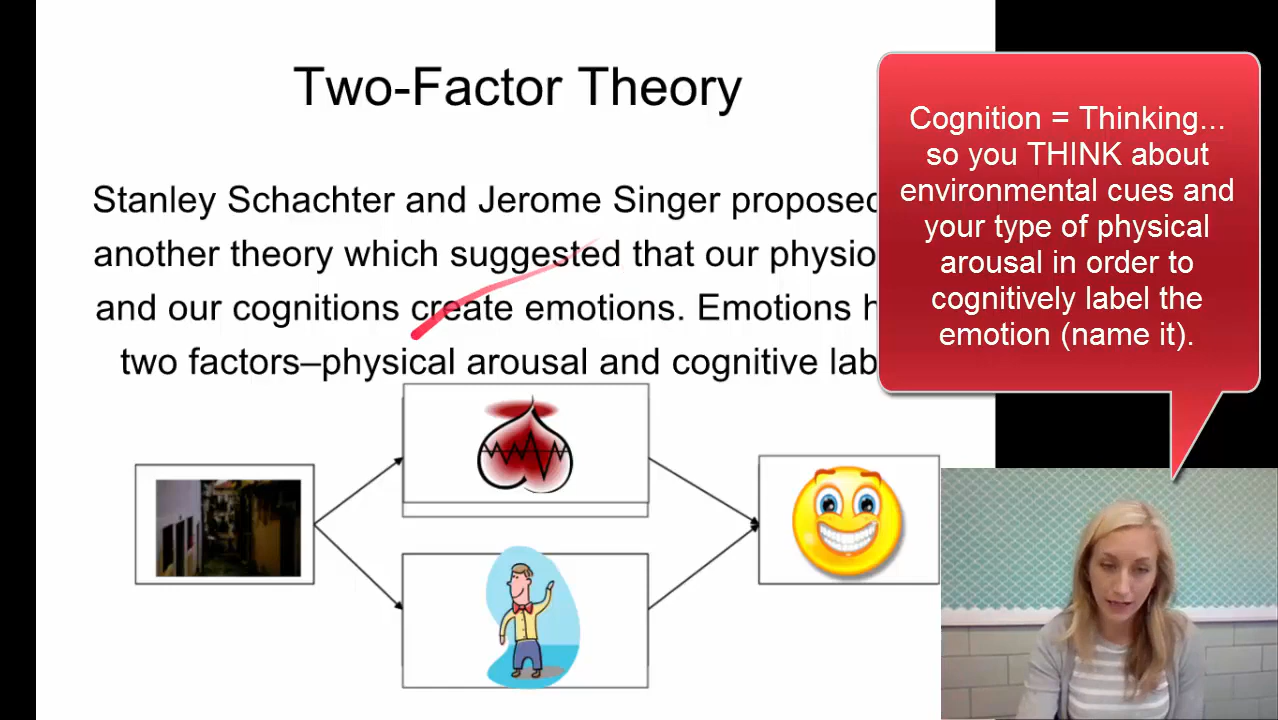 Two-Factor Theory
Stanley Schachter and Jerome Singer proposed
another theory which suggested that our physio
and our cognitions create emotions. Emotions h
two factors–physical arousal and cognitive lab
Cognition = Thinking...
so you THINK about
environmental cues and
your type of physical
arousal in order to
cognitively label the
emotion (name it).